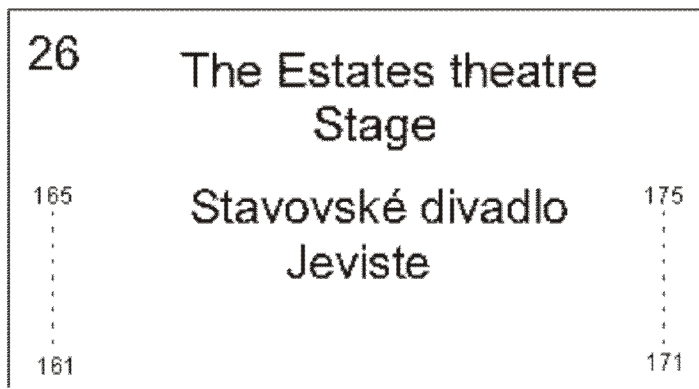 26
The Estates theatre
Stage
165
Stavovské divadlo
175
Jeviste
161
171